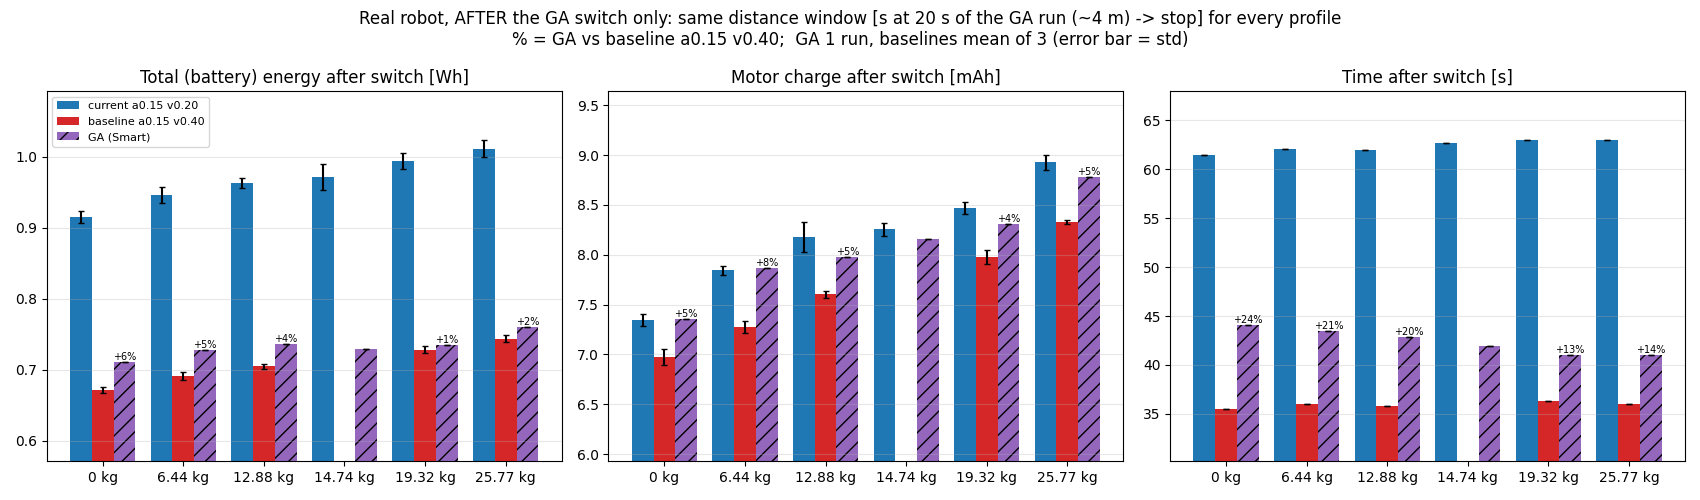 Real robot, AFTER the GA switch only: same distance window [s at 20 s of the GA run (~4 m) -> stop] for every profile
% = GA vs baseline a0.15 v0.40;  GA 1 run, baselines mean of 3 (error bar = std)
Total (battery) energy after switch [Wh]
current a0.15 v0.20
baseline a0.15 v0.40
GA (Smart)
1.0
0.9
0.8
0.7
0.6
+6%
+5%
+4%
+1%
+2%
0 kg
6.44 kg
12.88 kg
14.74 kg
19.32 kg
25.77 kg
Motor charge after switch [mAh]
9.5
9.0
8.5
8.0
7.5
7.0
6.5
6.0
+5%
+8%
+5%
+4%
+5%
0 kg
6.44 kg
12.88 kg
14.74 kg
19.32 kg
25.77 kg
Time after switch [s]
65
60
55
50
45
40
35
+24%
+21%
+20%
+13%
+14%
0 kg
6.44 kg
12.88 kg
14.74 kg
19.32 kg
25.77 kg